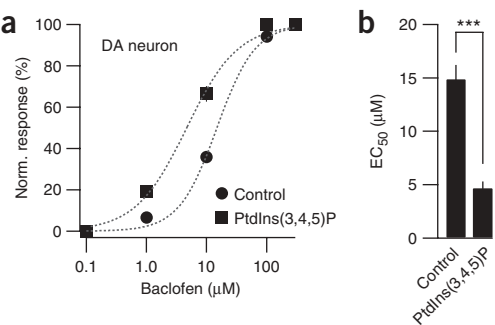 a
DA neuron
Norm. response (%)
100
80
60
40
20
0
Control
PtdIns(3,4,5)P
0.1
1.0
10
100
Baclofen (μM)
b
***
EC50 (μM)
20
15
10
5
0
Control
PtdIns(3,4,5)P